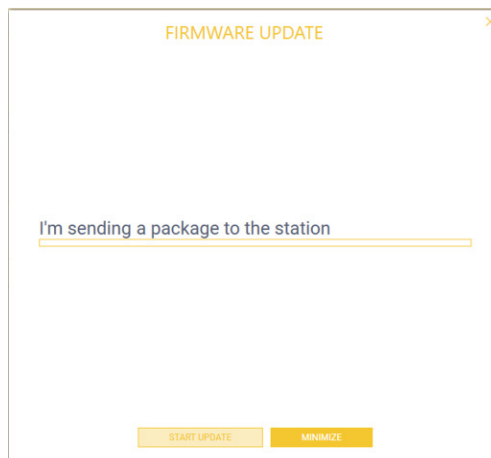 FIRMWARE UPDATE
I'm sending a package to the station
START UPDATE
MINIMIZE